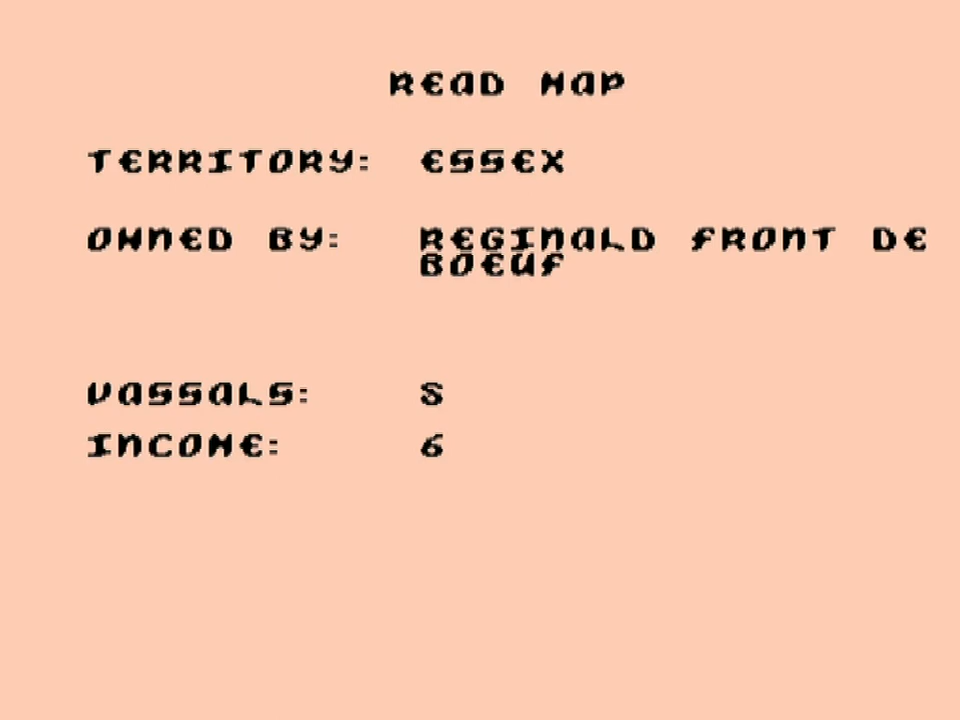 READ MAP
TERRITORY: ESSEX
OWNED BY: REGINALD FRONT DE
BOEUF
VASSALS: 8
INCOME: 6